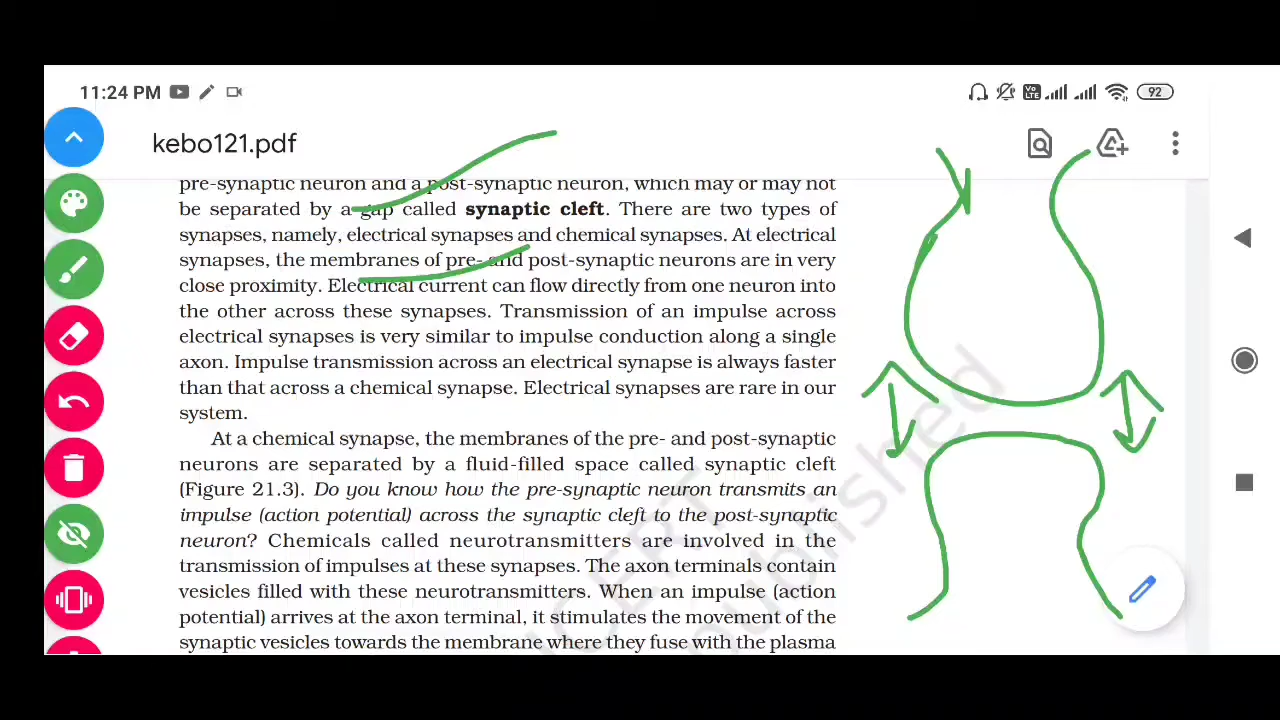 11:24 PM
Vo LTE
92
kebo121.pdf
pre-synaptic neuron and a post-synaptic neuron, which may or may not
be separated by a gap called synaptic cleft. There are two types of
synapses, namely, electrical synapses and chemical synapses. At electrical
synapses, the membranes of pre- and post-synaptic neurons are in very
close proximity. Electrical current can flow directly from one neuron into
the other across these synapses. Transmission of an impulse across
electrical synapses is very similar to impulse conduction along a single
axon. Impulse transmission across an electrical synapse is always faster
than that across a chemical synapse. Electrical synapses are rare in our
system.
At a chemical synapse, the membranes of the pre- and post-synaptic
neurons are separated by a fluid-filled space called synaptic cleft
(Figure 21.3). Do you know how the pre-synaptic neuron transmits an
impulse (action potential) across the synaptic cleft to the post-synaptic
neuron? Chemicals called neurotransmitters are involved in the
transmission of impulses at these synapses. The axon terminals contain
vesicles filled with these neurotransmitters. When an impulse (action
potential) arrives at the axon terminal, it stimulates the movement of the
synaptic vesicles towards the membrane where they fuse with the plasma
NCERT
published